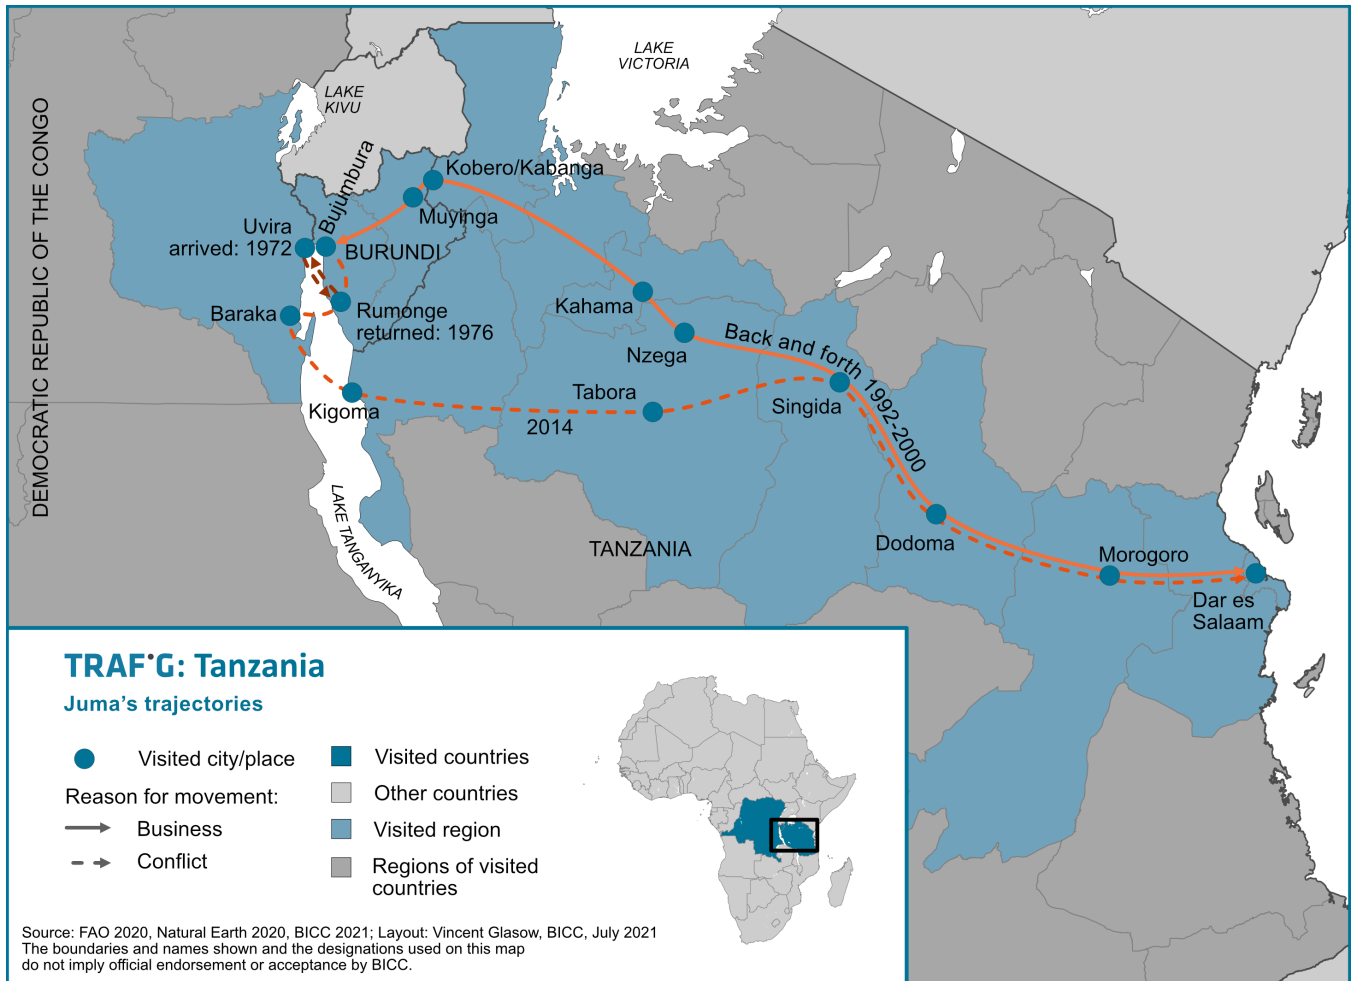 LAKE
VICTORIA
LAKE
KIVU
DEMOCRATIC REPUBLIC OF THE CONGO
Bujumbura
Kobero/Kabanga
Muyinga
Uvira
arrived: 1972
BURUNDI
Baraka
Rumonge
returned: 1976
Kahama
Nzega
Back and forth 1992-2000
Tabora
Singida
Kigoma
2014
LAKE TANGANYIKA
TANZANIA
Dodoma
Morogoro
Dar es
Salaam
TRAFIG: Tanzania
Juma's trajectories
Visited city/place
Reason for movement:
Business
Conflict
Visited countries
Other countries
Visited region
Regions of visited
countries
Source: FAO 2020, Natural Earth 2020, BICC 2021; Layout: Vincent Glasow, BICC, July 2021
The boundaries and names shown and the designations used on this map
do not imply official endorsement or acceptance by BICC.